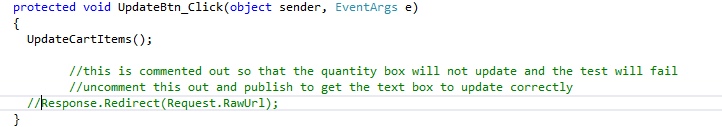 protected void UpdateBtn_Click(object sender, EventArgs e)
{
UpdateCartItems();
//this is commented out so that the quantity box will not update and the test will fail
//uncomment this out and publish to get the text box to update correctly
//Response.Redirect(Request.RawUrl);
}